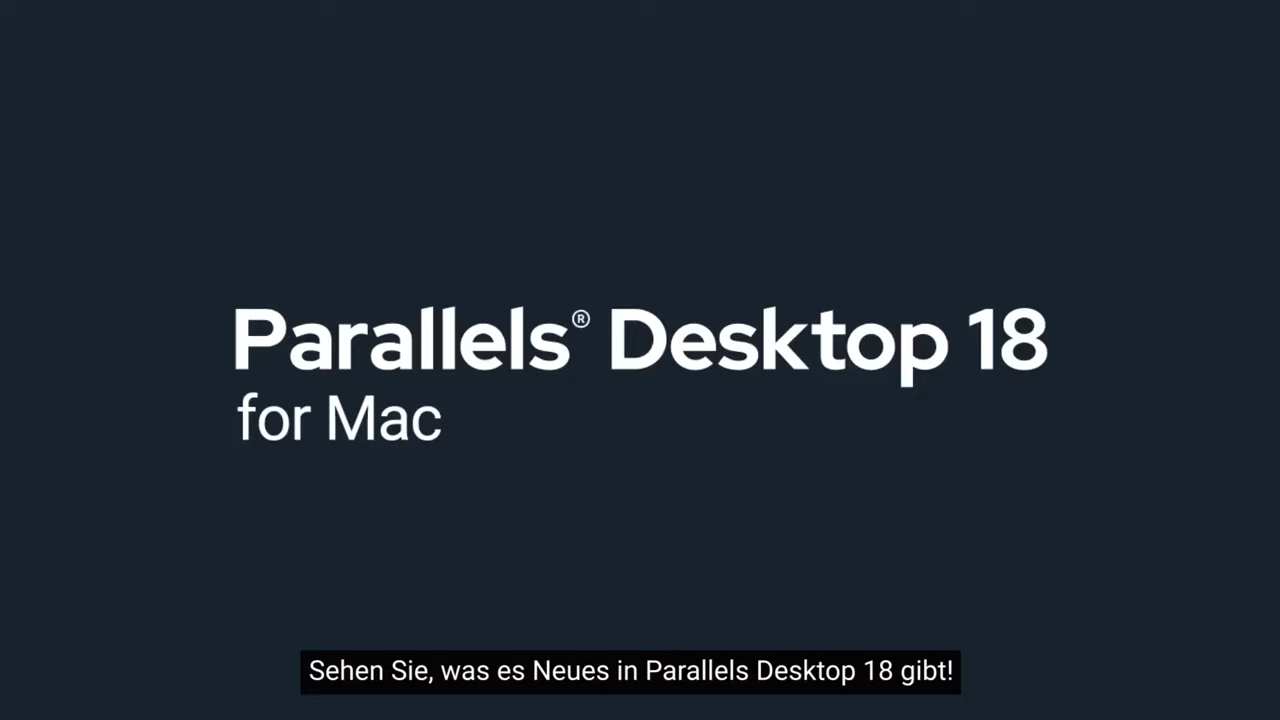 Parallels® Desktop 18
for Mac
Sehen Sie, was es Neues in Parallels Desktop 18 gibt!